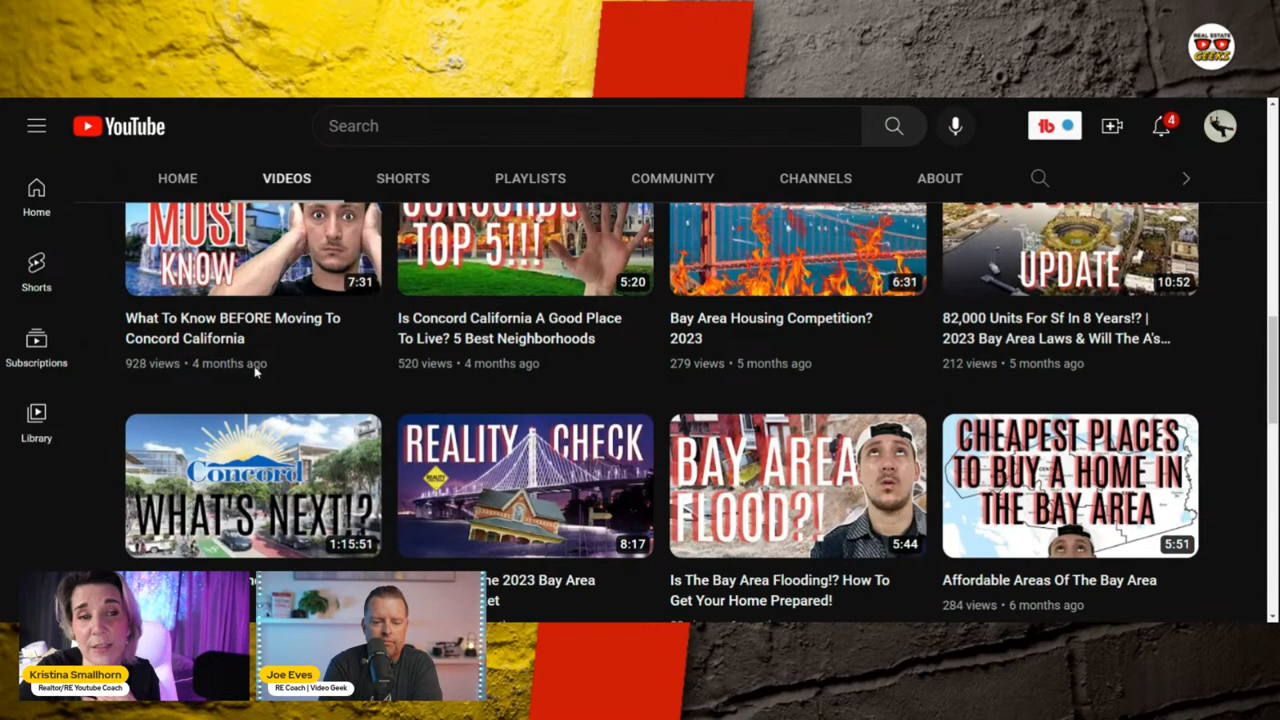 REAL ESTATE
GEEKS
YouTube
Search
tb
4
HOME
VIDEOS
SHORTS
PLAYLISTS
COMMUNITY
CHANNELS
ABOUT
Home
Shorts
Subscriptions
Library
MUST
KNOW
7:31
What To Know BEFORE Moving To
Concord California
928 views • 4 months ago
TOP 5!!!
5:20
Is Concord California A Good Place
To Live? 5 Best Neighborhoods
520 views • 4 months ago
6:31
Bay Area Housing Competition?
2023
279 views • 5 months ago
UPDATE
10:52
82,000 Units For Sf In 8 Years!? |
2023 Bay Area Laws & Will The A's...
212 views • 5 months ago
Concord
WHAT'S NEXT!?
1:15:51
REALITY CHECK
REALITY
8:17
he 2023 Bay Area
et
BAY AREA
FLOOD?!
5:44
Is The Bay Area Flooding!? How To
Get Your Home Prepared!
CHEAPEST PLACES
TO BUY A HOME IN
THE BAY AREA
5:51
Affordable Areas Of The Bay Area
284 views • 6 months ago
Kristina Smallhorn
Realtor/RE Youtube Coach
Joe Eves
RE Coach | Video Geek